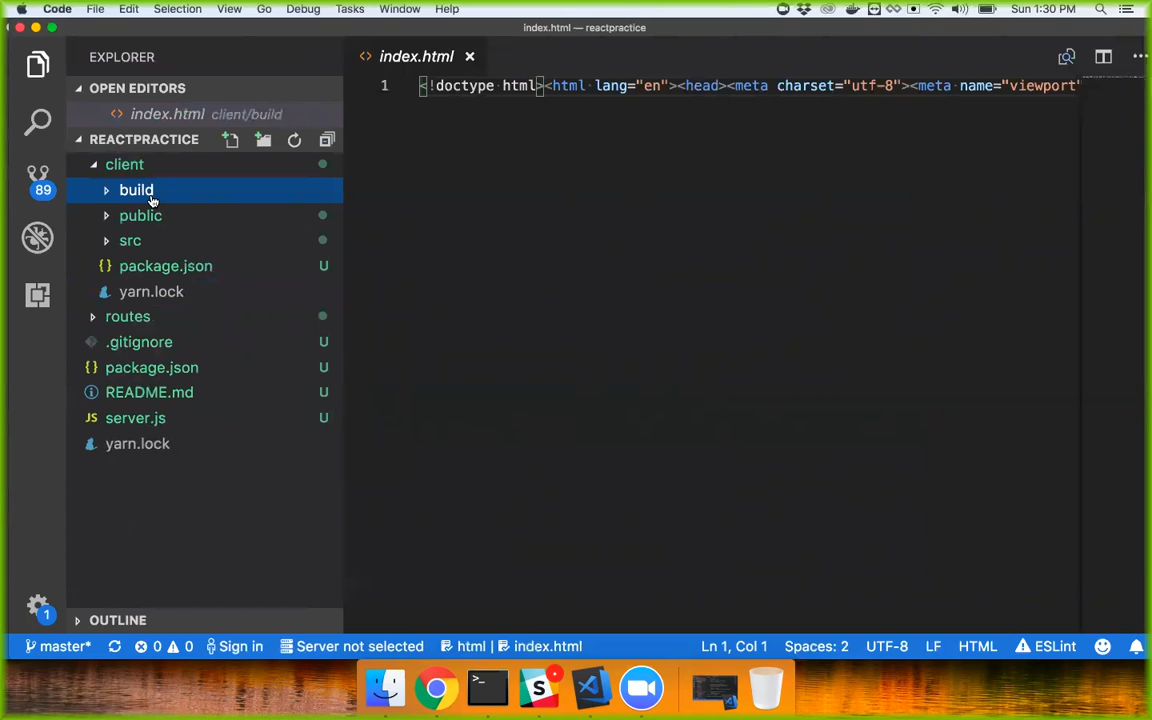 Code File Edit Selection View Go Debug Tasks Window Help Sun 1:30 PM
index.html — reactpractice
EXPLORER
index.html
OPEN EDITORS
1 <!doctype html><html lang="en"><head><meta charset="utf-8"><meta name="viewport"
index.html client/build
REACTPRACTICE
client
build
89
public
src
package.json U
yarn.lock
routes
.gitignore U
package.json U
README.md U
JS server.js U
yarn.lock
1
OUTLINE
master* 0 0 Sign in Server not selected html index.html Ln 1, Col 1 Spaces: 2 UTF-8 LF HTML ESLint